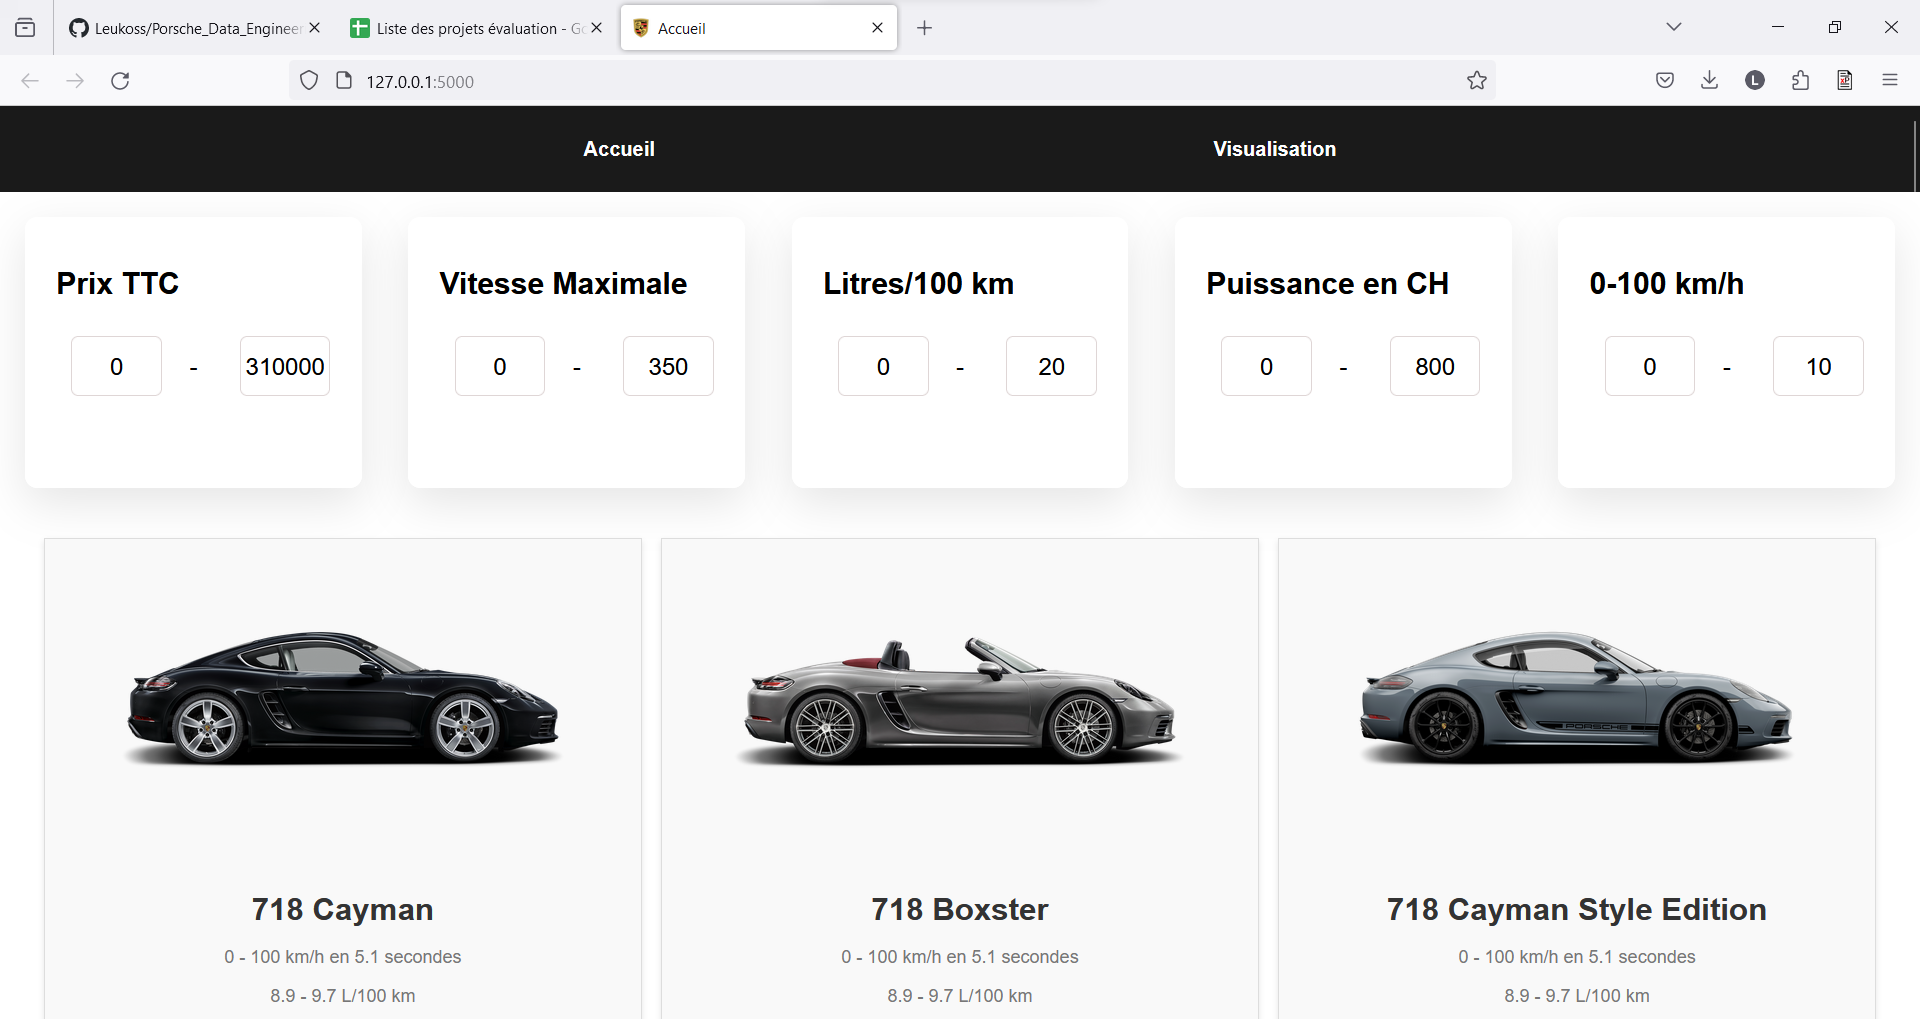 Leukoss/Porsche_Data_Engineer
Liste des projets évaluation - Go
Accueil
127.0.0.1:5000
L
Accueil
Visualisation
Prix TTC
Vitesse Maximale
Litres/100 km
Puissance en CH
0-100 km/h
0 - 310000
0 - 350
0 - 20
0 - 800
0 - 10
PORSCHE
718 Cayman
0 - 100 km/h en 5.1 secondes
8.9 - 9.7 L/100 km
718 Boxster
0 - 100 km/h en 5.1 secondes
8.9 - 9.7 L/100 km
718 Cayman Style Edition
0 - 100 km/h en 5.1 secondes
8.9 - 9.7 L/100 km